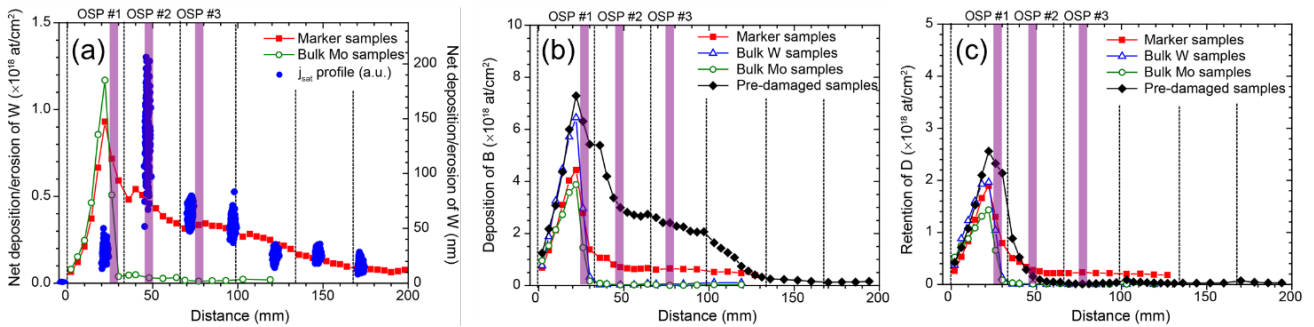 OSP #1 OSP #2 OSP #3
(a)
Marker samples
Bulk Mo samples
jsat profile (a.u.)
Net deposition/erosion of W (×10¹⁸ at/cm²)
1.5
1.0
0.5
0.0
Net deposition/erosion of W (nm)
200
150
100
50
0
0 50 100 150 200
Distance (mm)
OSP #1 OSP #2 OSP #3
(b)
Marker samples
Bulk W samples
Bulk Mo samples
Pre-damaged samples
Deposition of B (×10¹⁸ at/cm²)
10
8
6
4
2
0
0 50 100 150 200
Distance (mm)
OSP #1 OSP #2 OSP #3
(c)
Marker samples
Bulk W samples
Bulk Mo samples
Pre-damaged samples
Retention of D (×10¹⁸ at/cm²)
5
4
3
2
1
0
0 50 100 150 200
Distance (mm)